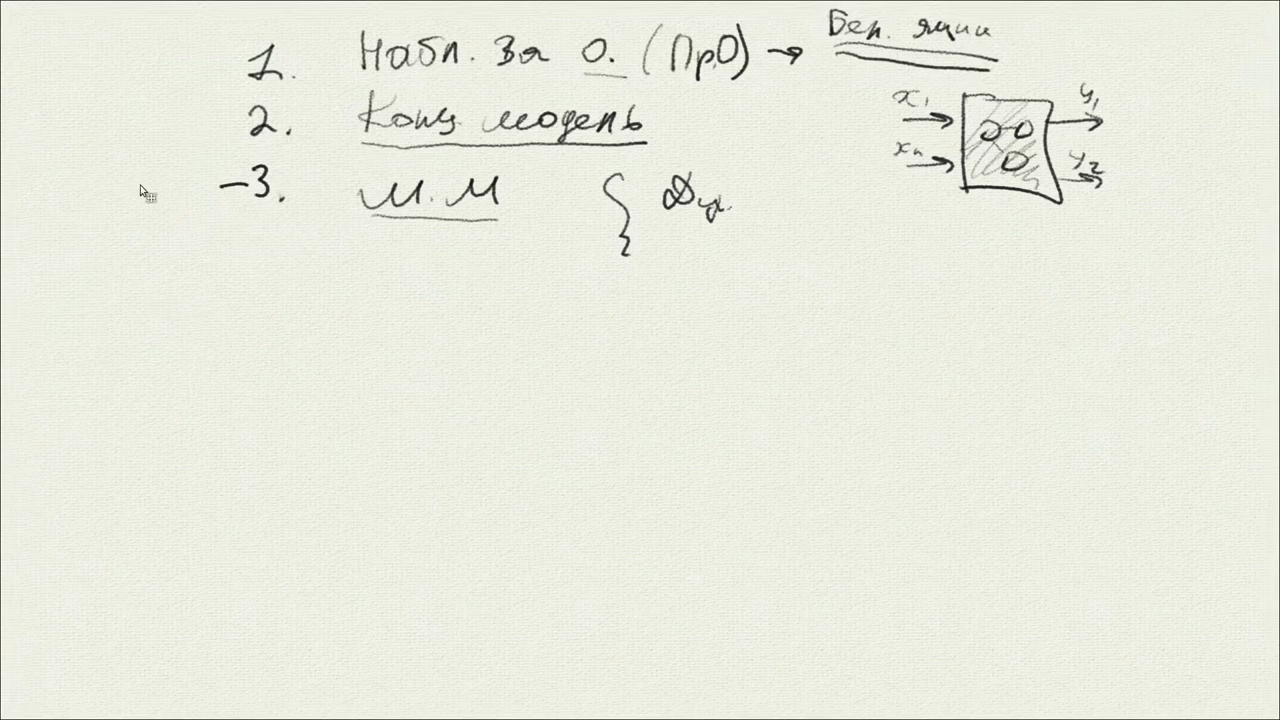 1. Набл. за О. (ПрО) → Бел. ящик
2. Конц. модель
x₁ y₁
xₙ y₂
-3. М.М {